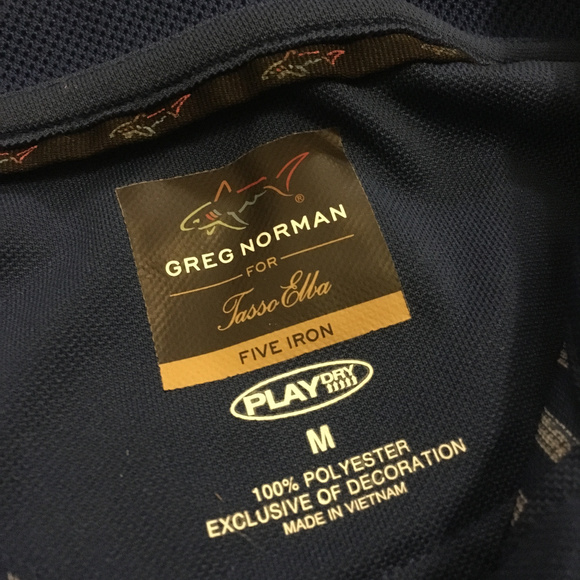 ®
GREG NORMAN
FOR
Tasso Elba
FIVE IRON
PLAYDRY
M
100% POLYESTER
EXCLUSIVE OF DECORATION
MADE IN VIETNAM